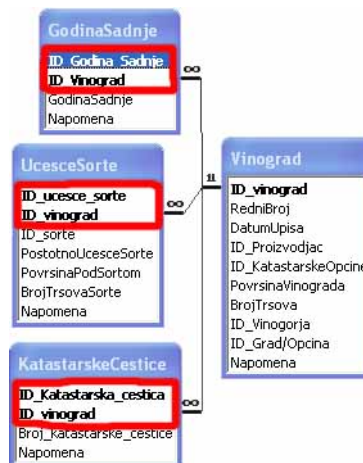 GodinaSadnje
ID_Godina_Sadnje
ID_Vinograd
GodinaSadnje
Napomena
∞
UcesceSorte
ID_ucesce_sorte
ID_vinograd
ID_sorte
PostotnoUcesceSorte
PovrsinaPodSortom
BrojTrsovaSorte
Napomena
∞
KatastarskeCestice
ID_Katastarska_cestica
ID_vinograd
Broj_katastarske_cestice
Napomena
∞
Vinograd
ID_vinograd
RedniBroj
DatumUpisa
ID_Proizvodjac
ID_KatastarskeOpcine
PovrsinaVinograda
BrojTrsova
ID_Vinogorja
ID_Grad/Opcina
Napomena